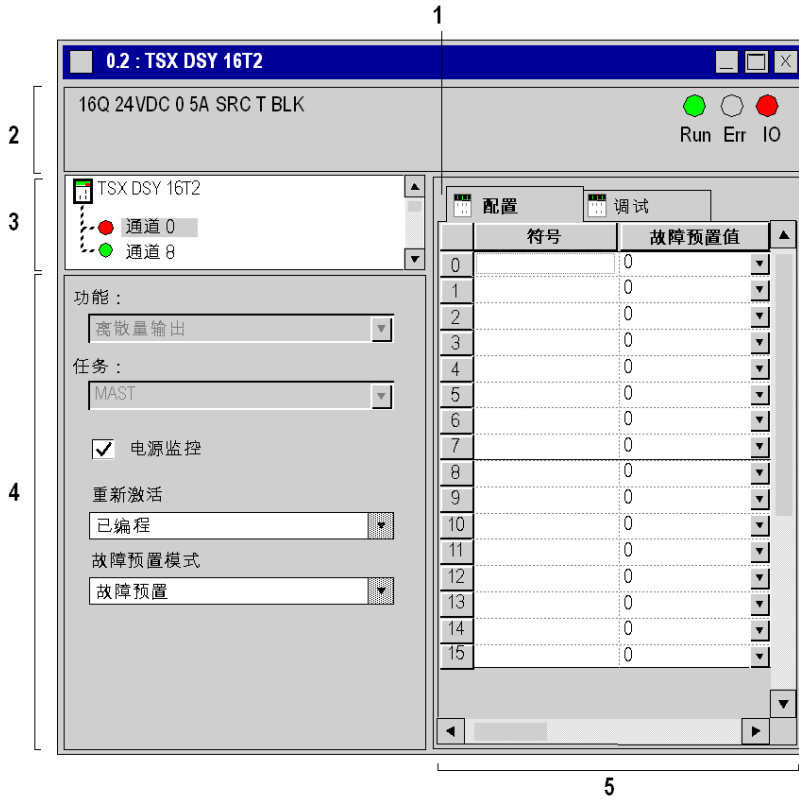 1
0.2 : TSX DSY 16T2
2
16Q 24VDC 0 5A SRC T BLK
Run Err IO
3
TSX DSY 16T2
通道 0
通道 8
配置
调试
符号 故障预置值
0 0
1 0
2 0
3 0
4 0
5 0
6 0
7 0
8 0
9 0
10 0
11 0
12 0
13 0
14 0
15 0
4
功能 :
离散量输出
任务 :
MAST
电源监控
重新激活
已编程
故障预置模式
故障预置
5